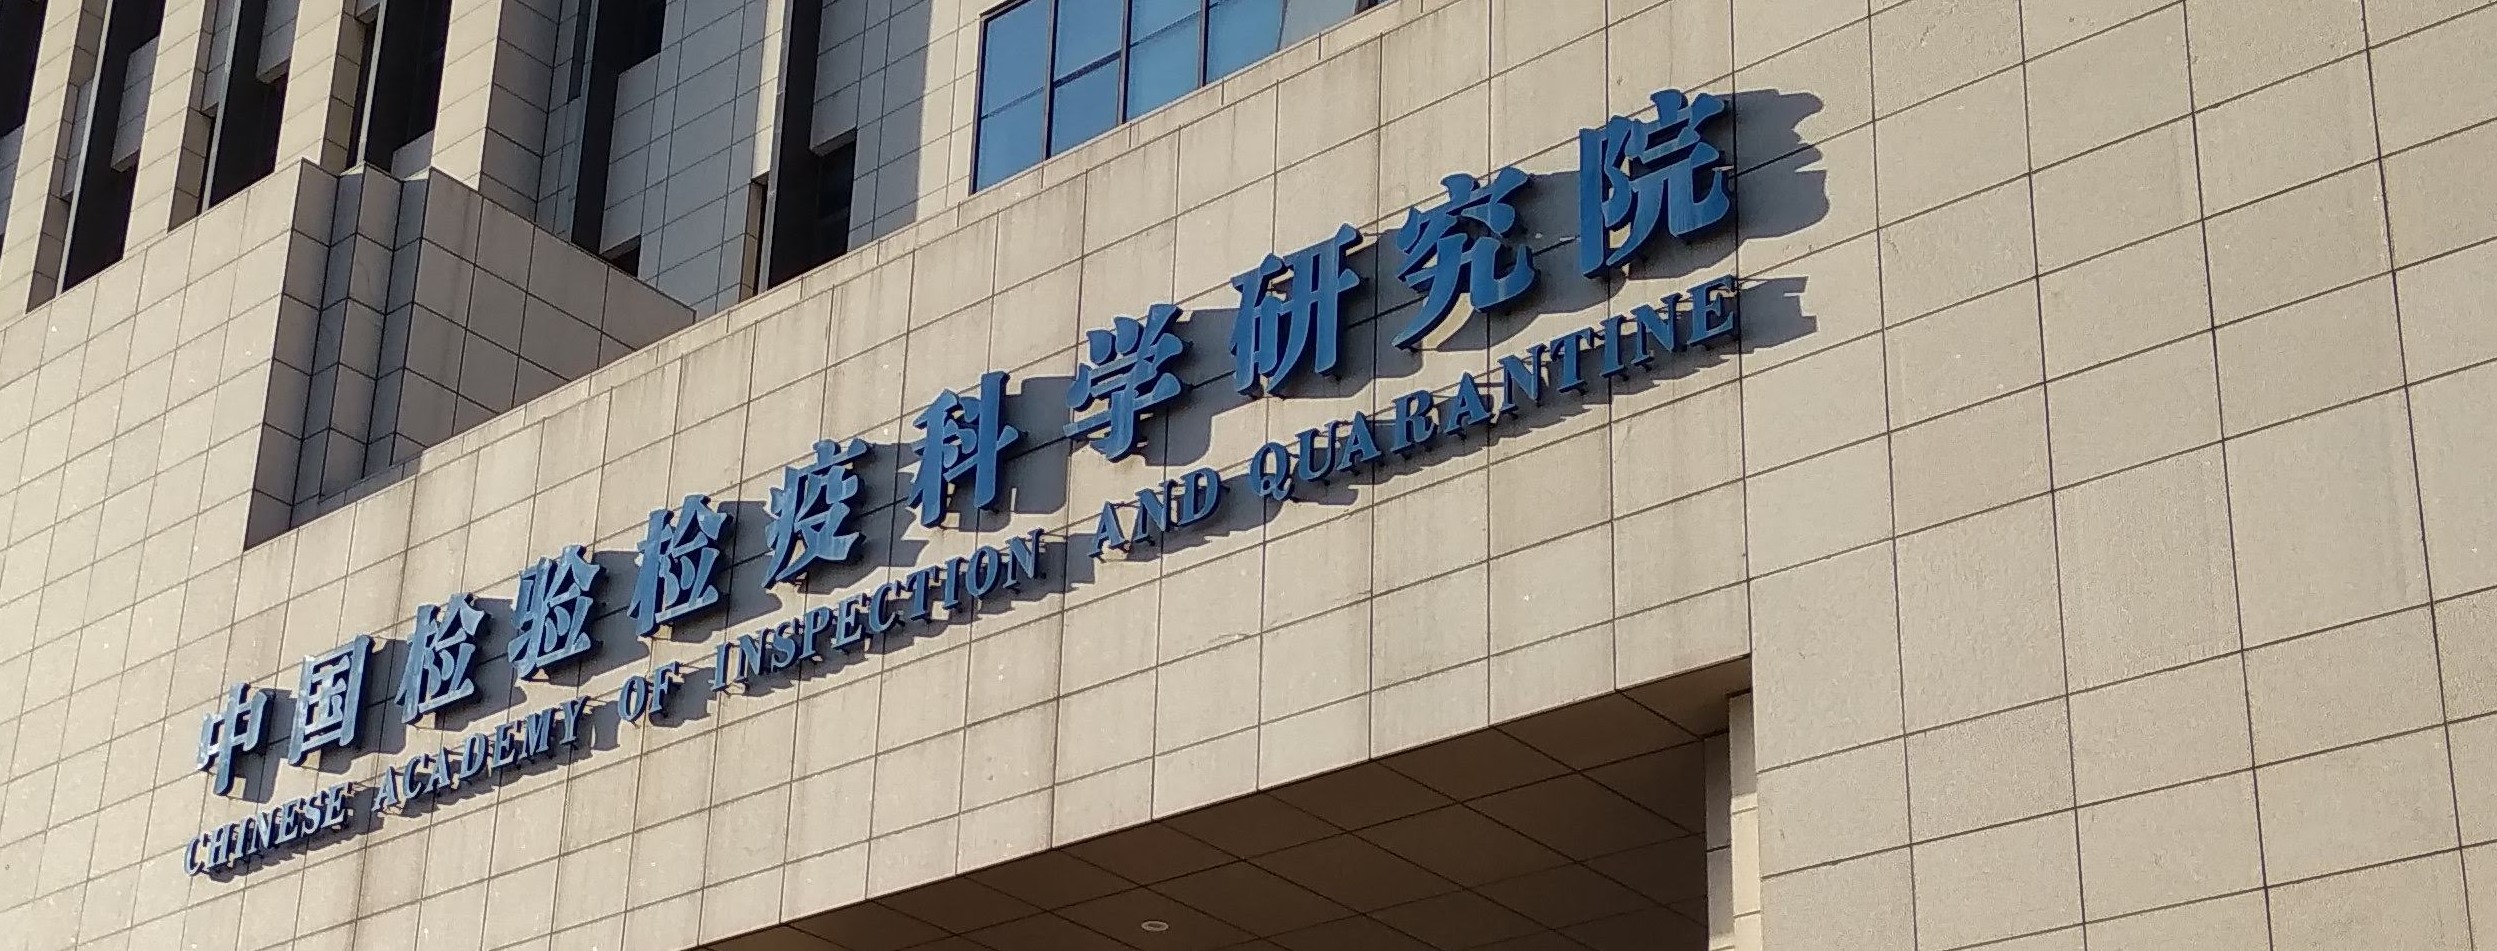 中国检验检疫科学研究院
CHINESE ACADEMY OF INSPECTION AND QUARANTINE